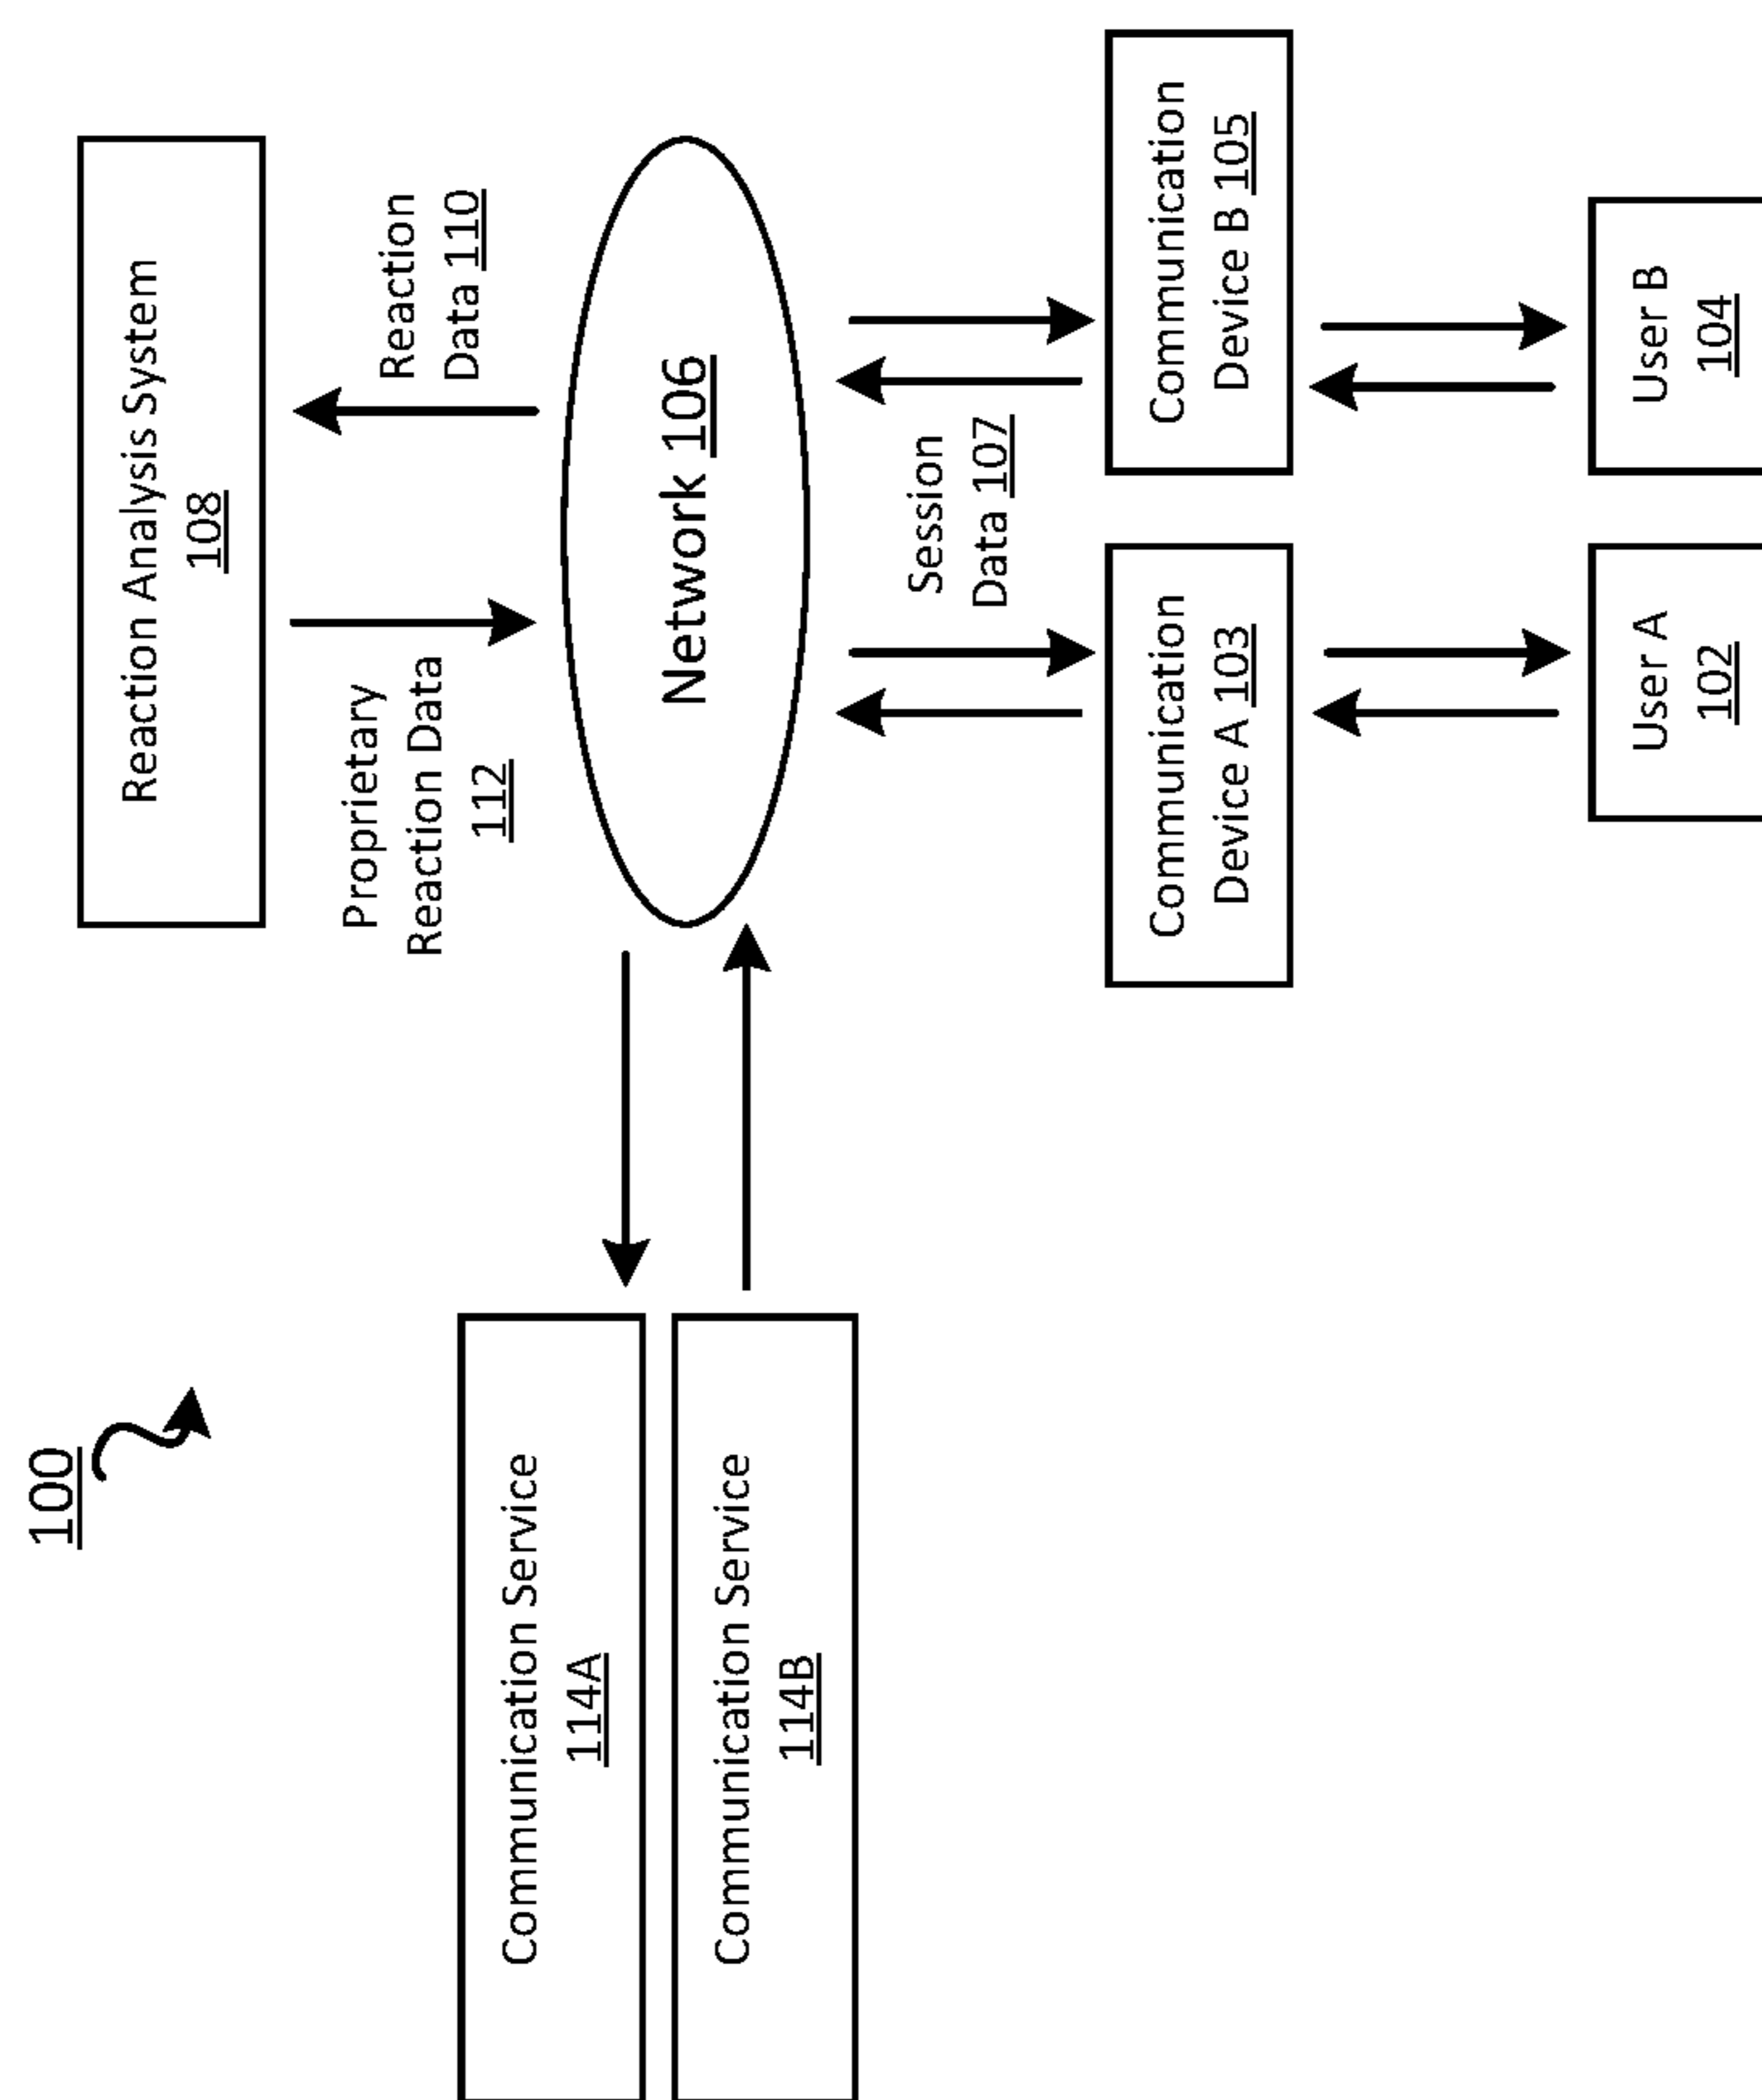 100
Reaction Analysis System
108
Proprietary
Reaction Data
112
Reaction
Data 110
Communication Service
114A
Communication Service
114B
Network 106
Session
Data 107
Communication
Device A 103
Communication
Device B 105
User A
102
User B
104